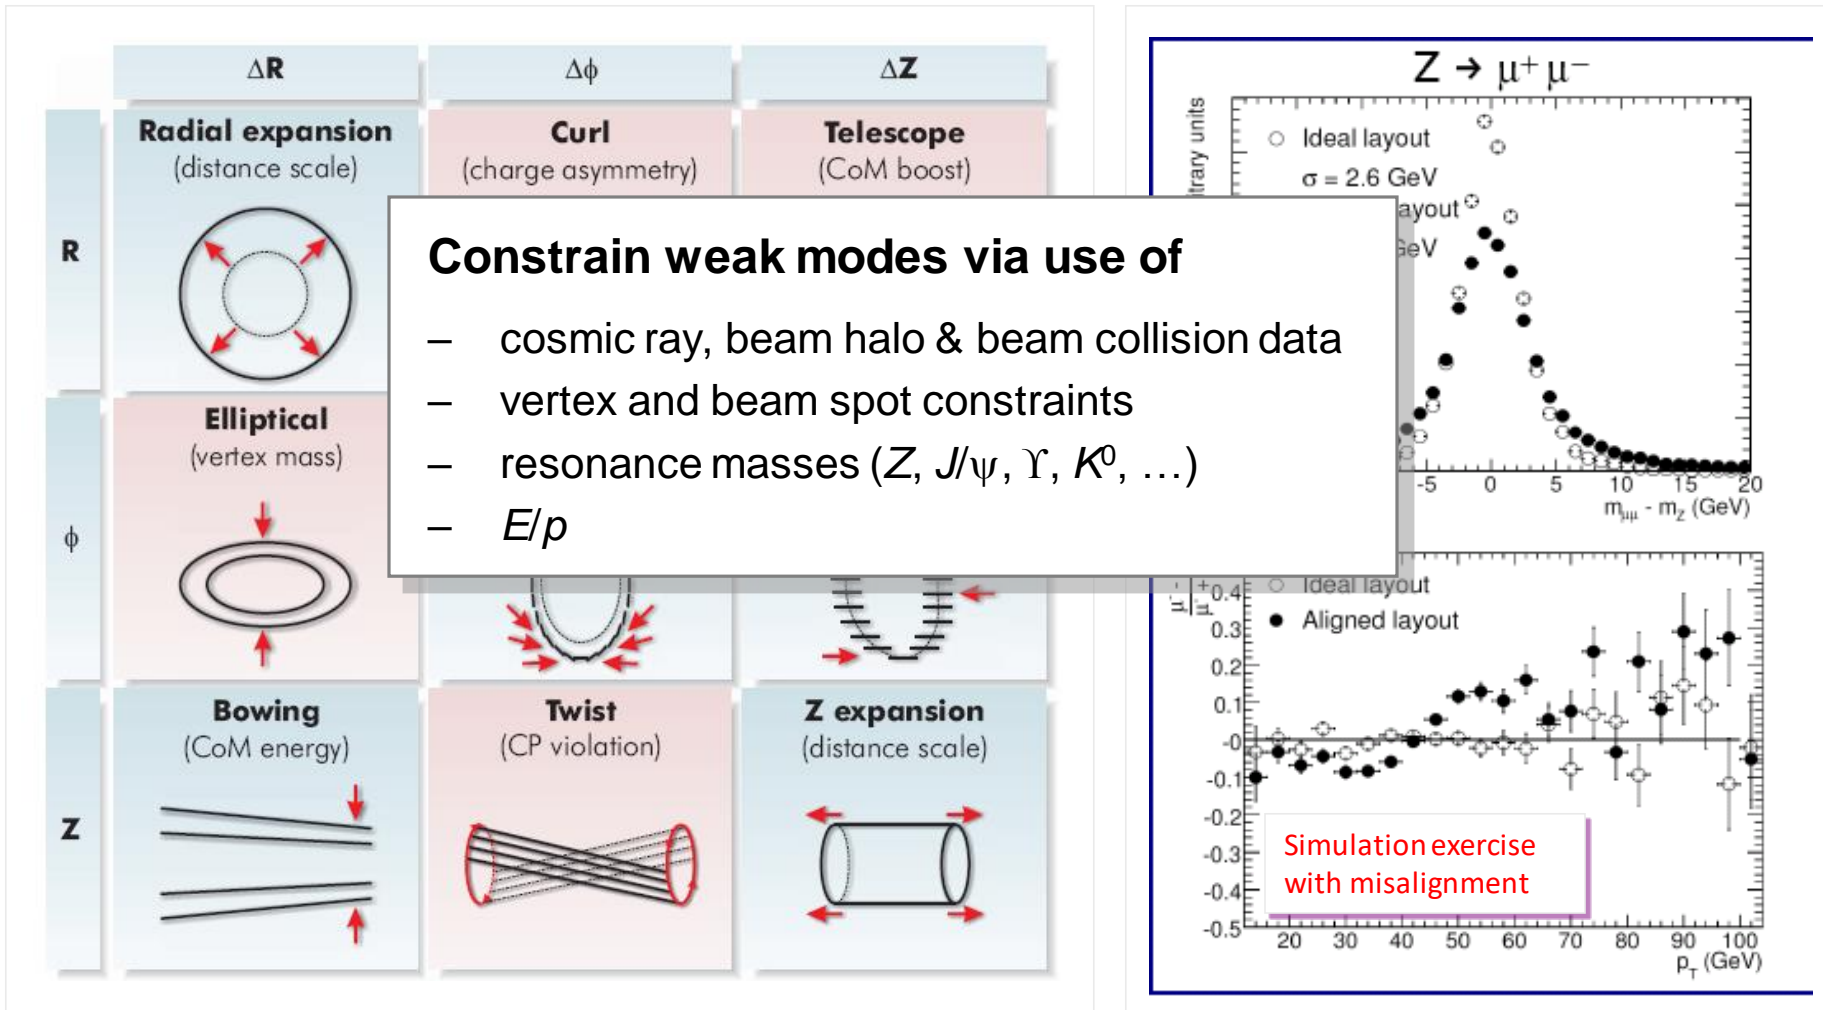 ΔR
Δϕ
ΔZ
R
Radial expansion
(distance scale)
Curl
(charge asymmetry)
Telescope
(CoM boost)
Constrain weak modes via use of
– cosmic ray, beam halo & beam collision data
– vertex and beam spot constraints
– resonance masses (Z, J/ψ, ϒ, K⁰, …)
– E/p
ϕ
Elliptical
(vertex mass)
Z
Bowing
(CoM energy)
Twist
(CP violation)
Z expansion
(distance scale)
Z → μ⁺ μ⁻
units
Ideal layout
σ = 2.6 GeV
-5 0 5 10 15 20
m_μμ - m_Z (GeV)
Ideal layout
Aligned layout
0.4
0.3
0.2
0.1
-0
-0.1
-0.2
-0.3
-0.4
-0.5
Simulation exercise
with misalignment
20 30 40 50 60 70 80 90 100
p_T (GeV)